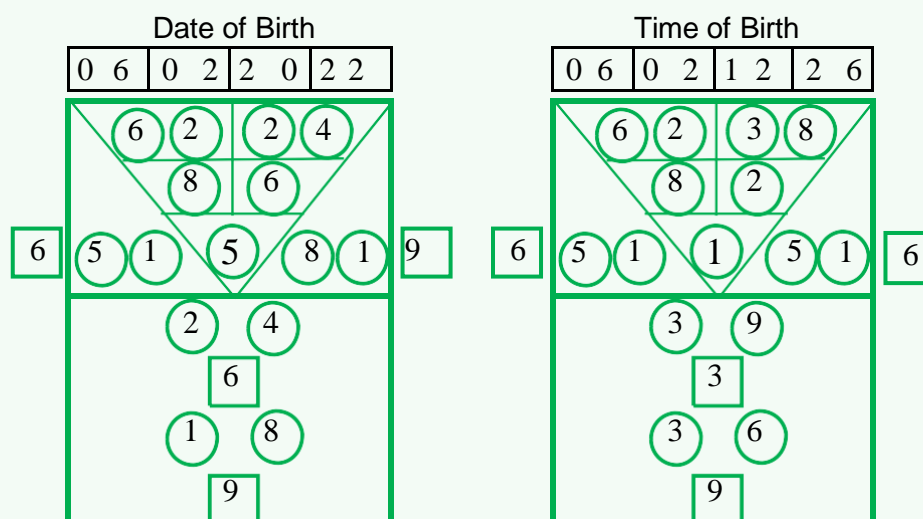 Date of Birth Time of Birth
0 6 0 2 2 0 2 2 0 6 0 2 1 2 2 6
6 2 2 4 6 2 3 8
8 6 8 2
6 5 1 5 8 1 9 6 5 1 1 5 1 6
2 4 3 9
6 3
1 8 3 6
9 9